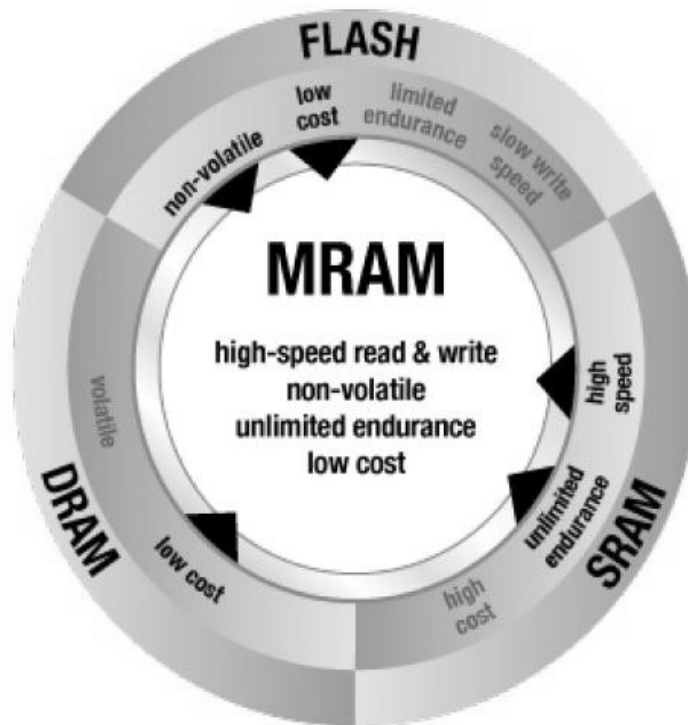 FLASH
non-volatile
low
cost
limited
endurance
slow write
speed
MRAM
high-speed read & write
non-volatile
unlimited endurance
low cost
high
speed
unlimited
endurance
SRAM
high
cost
low cost
DRAM
volatile